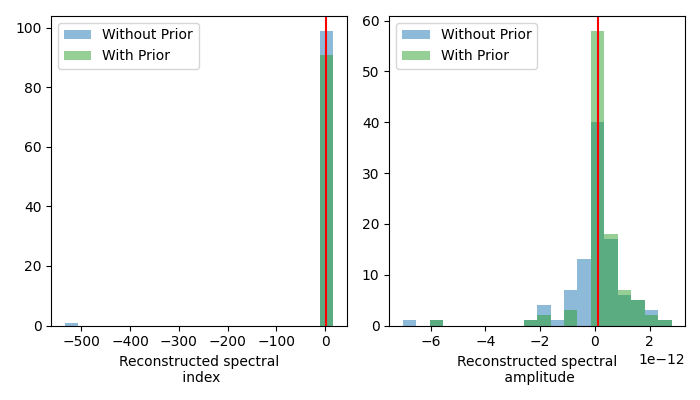 Without Prior
With Prior
100
80
60
40
20
0
−500
−400
−300
−200
−100
0
Reconstructed spectral
index
Without Prior
With Prior
60
50
40
30
20
10
0
−6
−4
−2
0
2
1e−12
Reconstructed spectral
amplitude